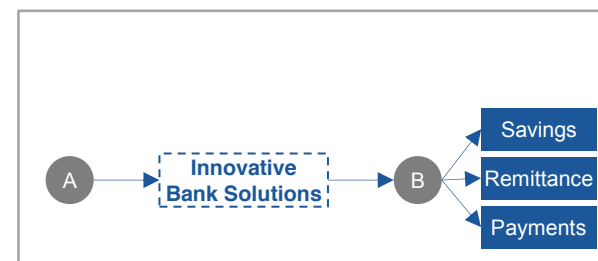 A
Innovative
Bank Solutions
B
Savings
Remittance
Payments